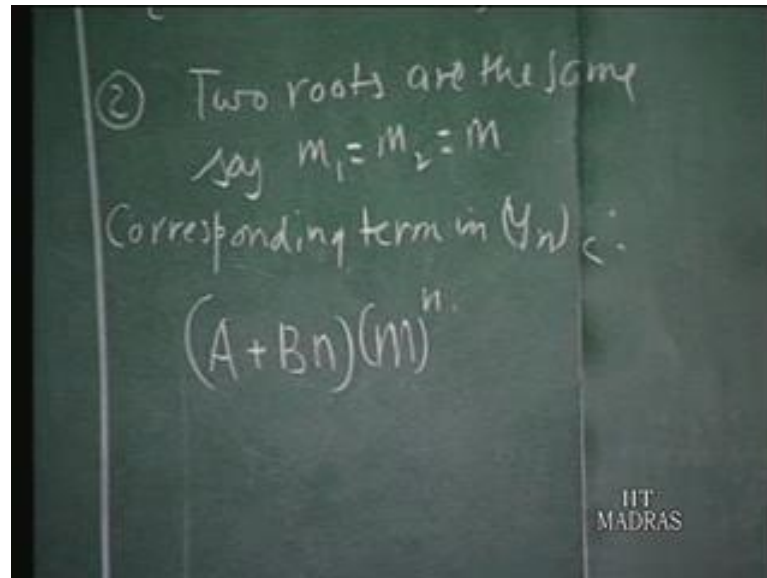 ② Two roots are the same
say m₁ = m₂ = m
Corresponding term in (yₙ)c :
(A + Bn)(m)ⁿ.
IIT
MADRAS